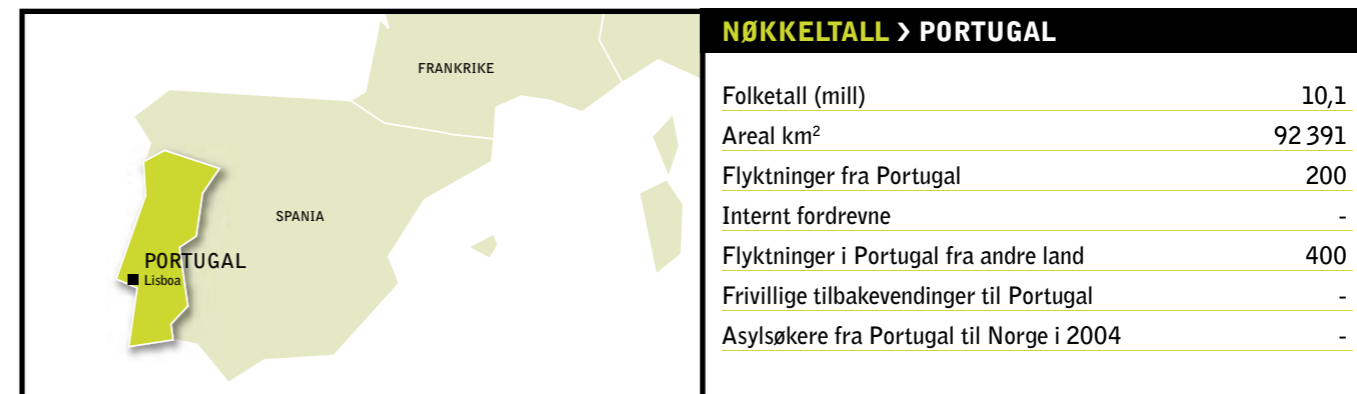 FRANKRIKE
SPANIA
PORTUGAL
Lisboa
NØKKELTALL › PORTUGAL
Folketall (mill) 10,1
Areal km² 92 391
Flyktninger fra Portugal 200
Internt fordrevne -
Flyktninger i Portugal fra andre land 400
Frivillige tilbakevendinger til Portugal -
Asylsøkere fra Portugal til Norge i 2004 -